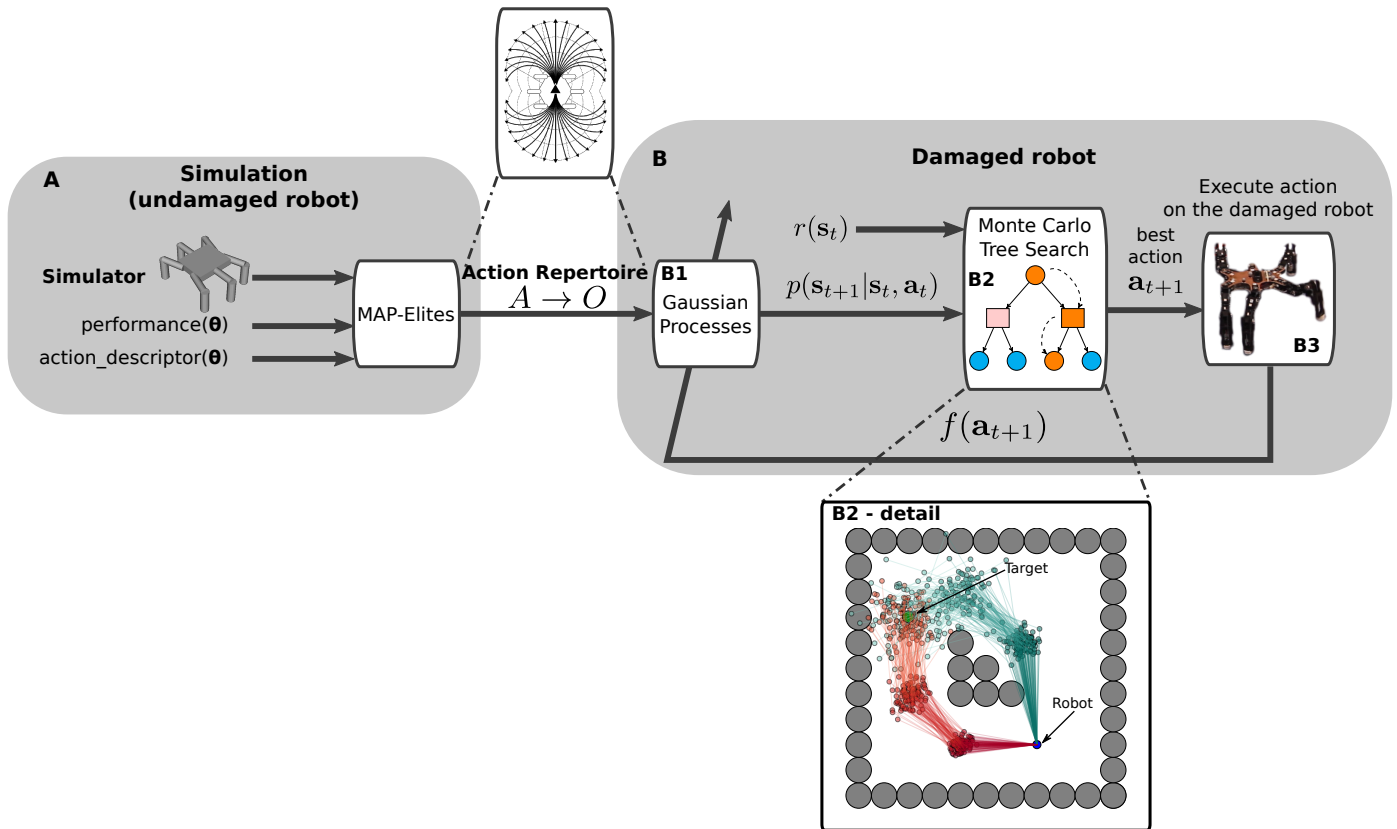 A
Simulation
(undamaged robot)
Simulator
performance(θ)
action_descriptor(θ)
MAP-Elites
Action Repertoire
A → O
B
Damaged robot
B1
Gaussian
Processes
r(s_t)
p(s_{t+1}|s_t, a_t)
Monte Carlo
Tree Search
B2
best
action
a_{t+1}
Execute action
on the damaged robot
B3
f(a_{t+1})
B2 - detail
Target
Robot